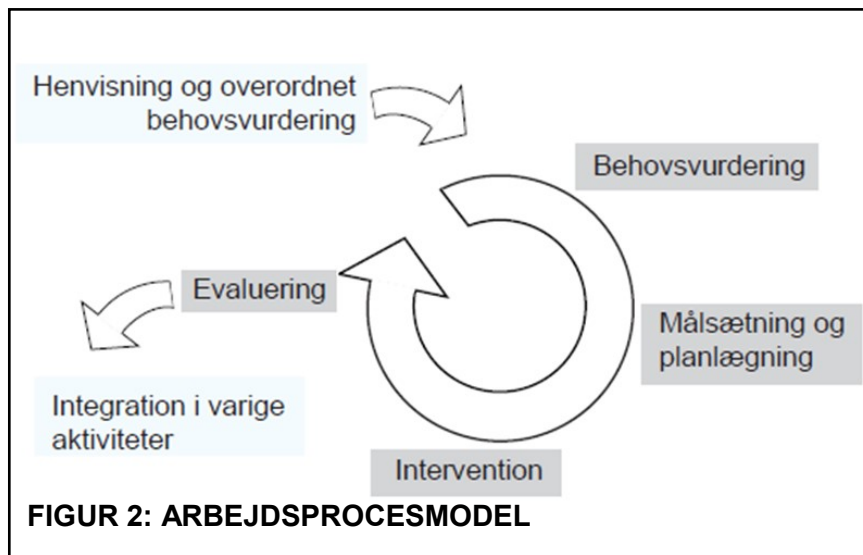 Henvisning og overordnet
behovsvurdering
Behovsvurdering
Evaluering
Målsætning og
planlægning
Integration i varige
aktiviteter
Intervention
FIGUR 2: ARBEJDSPROCESMODEL